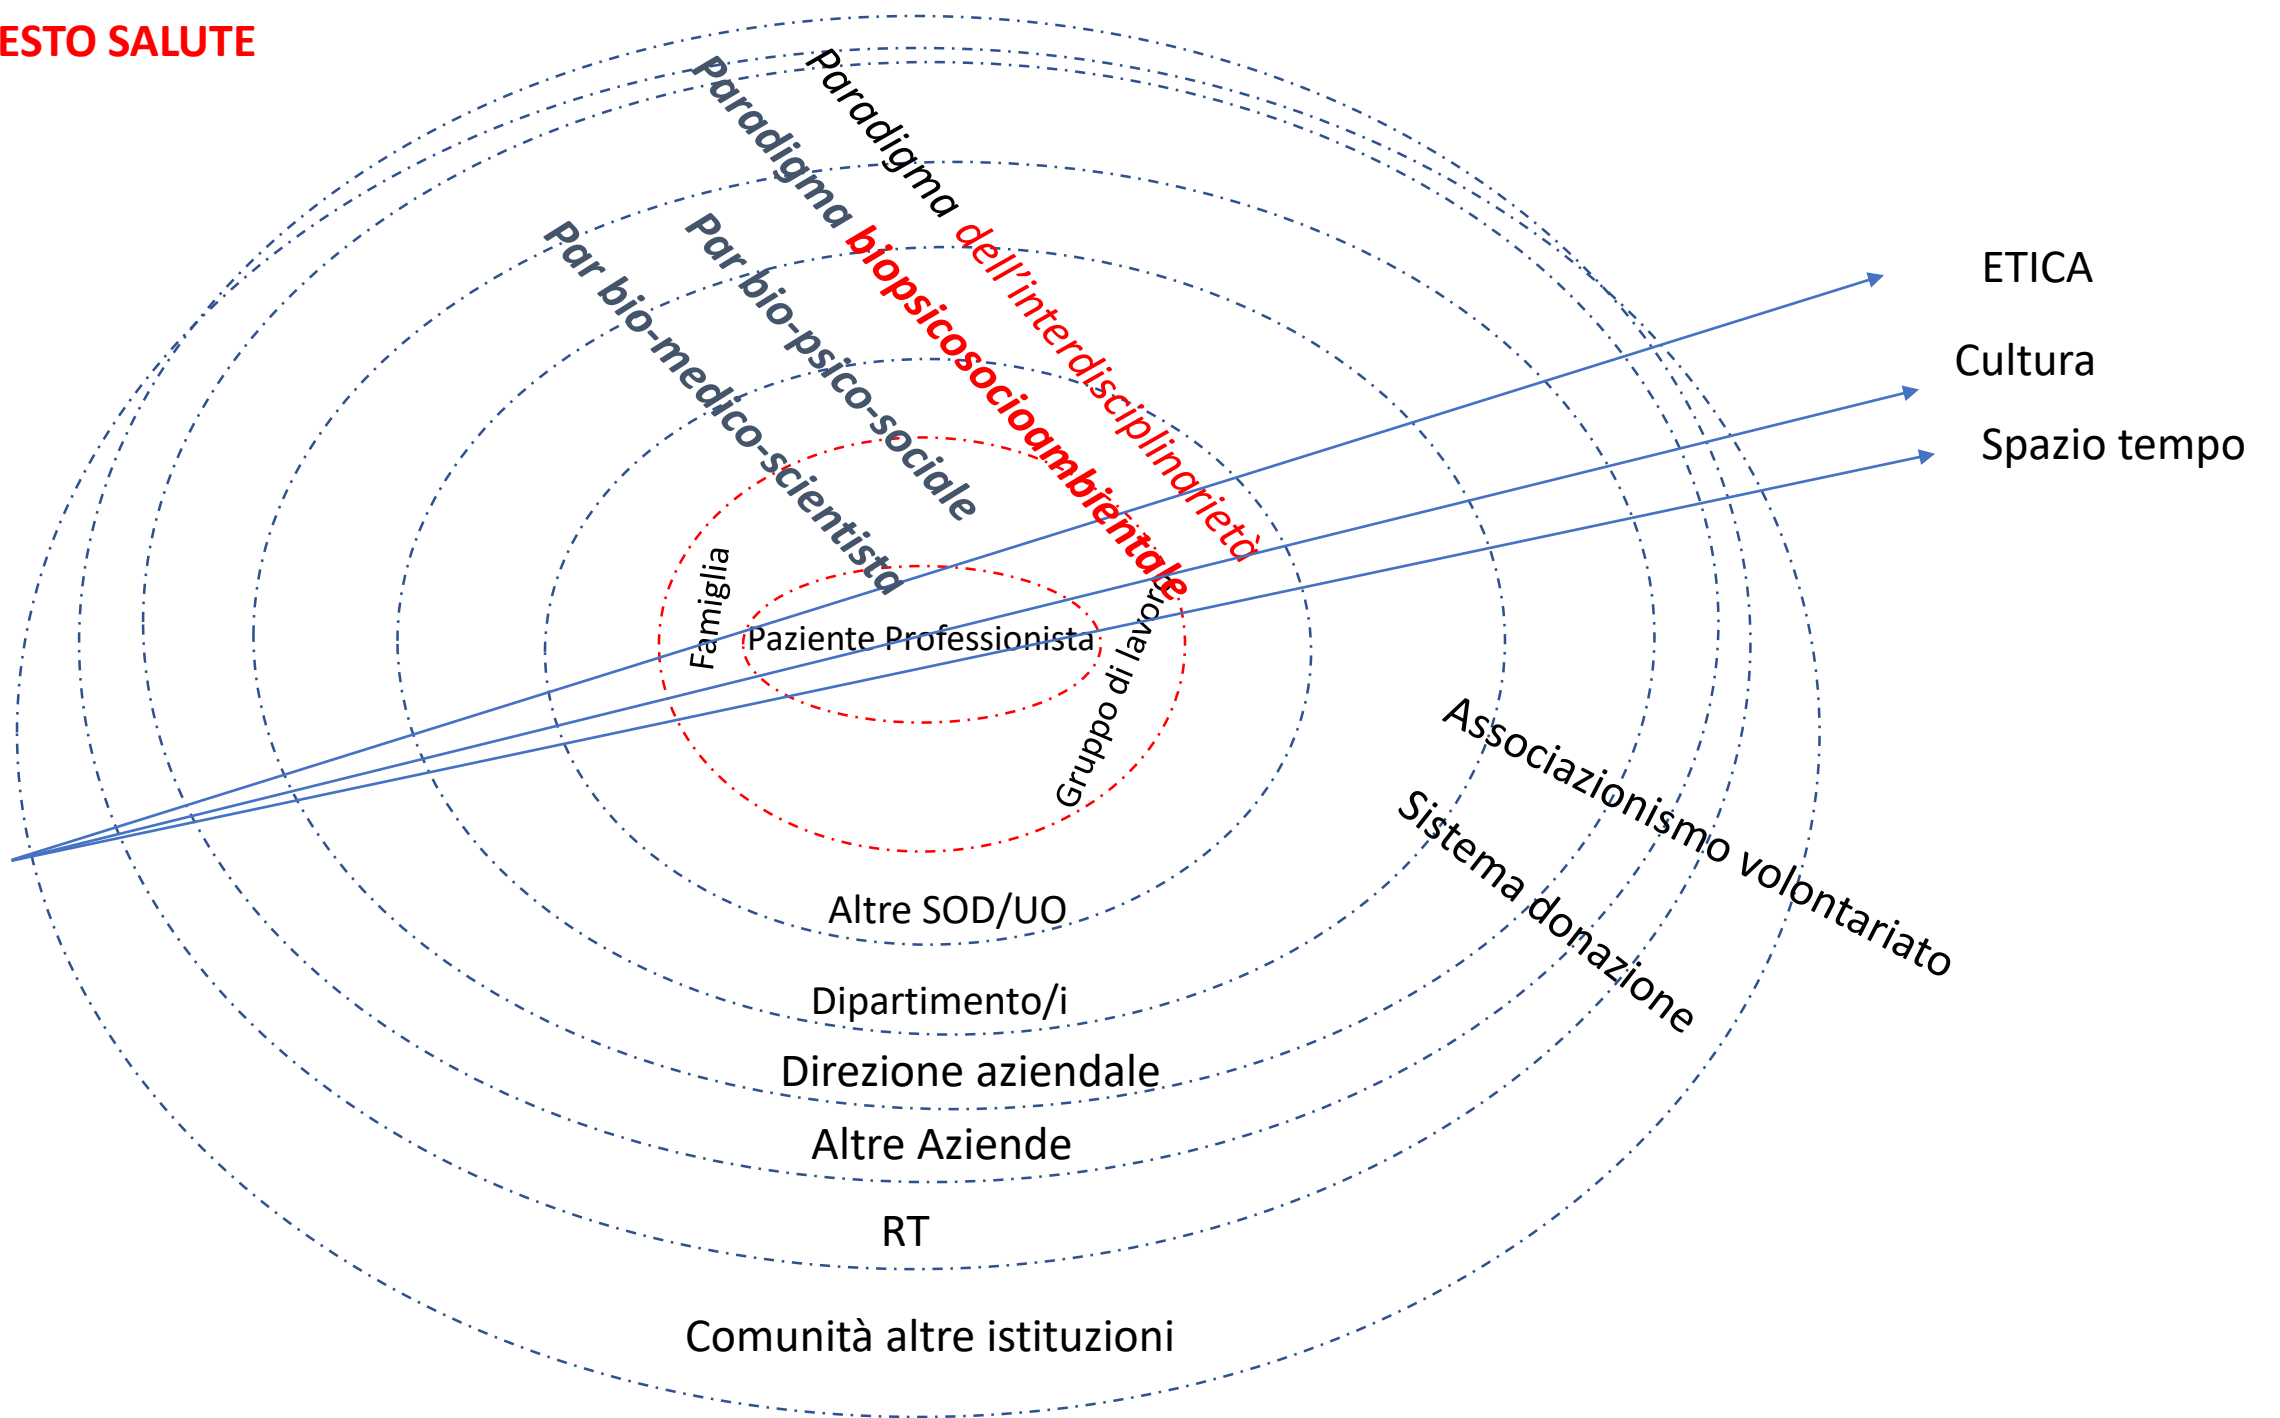 ESTO SALUTE
Paradigma dell'interdisciplinarietà
Paradigma biopsicosocioambientale
Par bio-psico-sociale
Par bio-medico-scientista
ETICA
Cultura
Spazio tempo
Famiglia
Paziente Professionista
Gruppo di lavoro
Associazionismo volontariato
Sistema donazione
Altre SOD/UO
Dipartimento/i
Direzione aziendale
Altre Aziende
RT
Comunità altre istituzioni